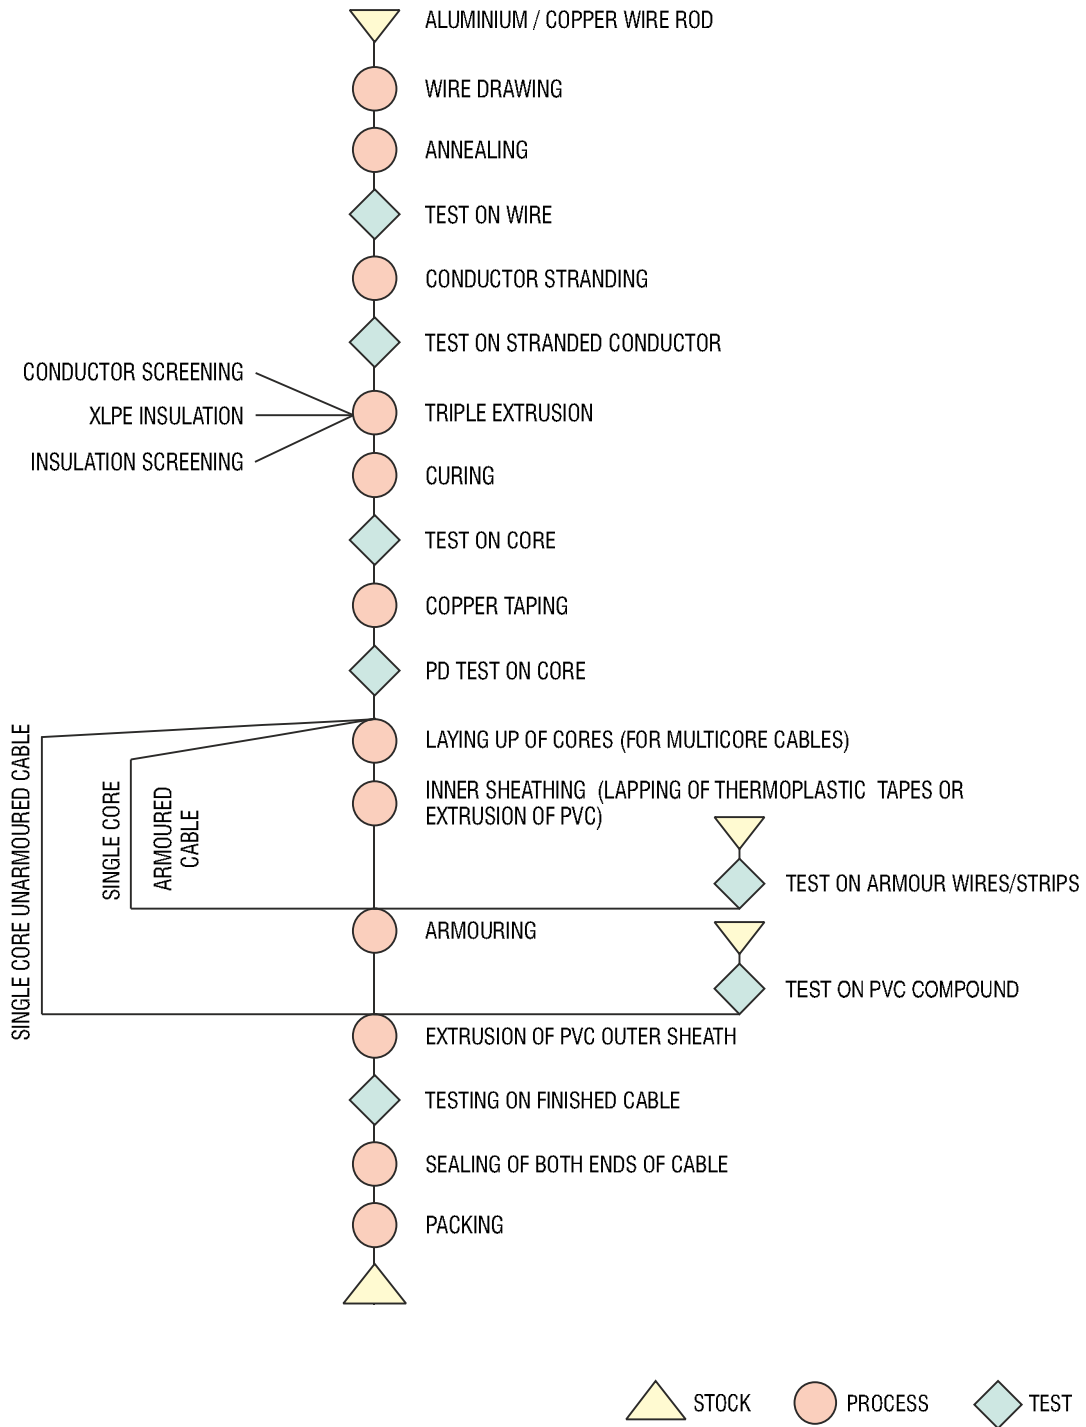 ALUMINIUM / COPPER WIRE ROD
WIRE DRAWING
ANNEALING
TEST ON WIRE
CONDUCTOR STRANDING
TEST ON STRANDED CONDUCTOR
CONDUCTOR SCREENING
XLPE INSULATION
INSULATION SCREENING
TRIPLE EXTRUSION
CURING
TEST ON CORE
COPPER TAPING
PD TEST ON CORE
SINGLE CORE UNARMOURED CABLE
SINGLE CORE
ARMOURED
CABLE
LAYING UP OF CORES (FOR MULTICORE CABLES)
INNER SHEATHING (LAPPING OF THERMOPLASTIC TAPES OR
EXTRUSION OF PVC)
TEST ON ARMOUR WIRES/STRIPS
ARMOURING
TEST ON PVC COMPOUND
EXTRUSION OF PVC OUTER SHEATH
TESTING ON FINISHED CABLE
SEALING OF BOTH ENDS OF CABLE
PACKING
STOCK
PROCESS
TEST